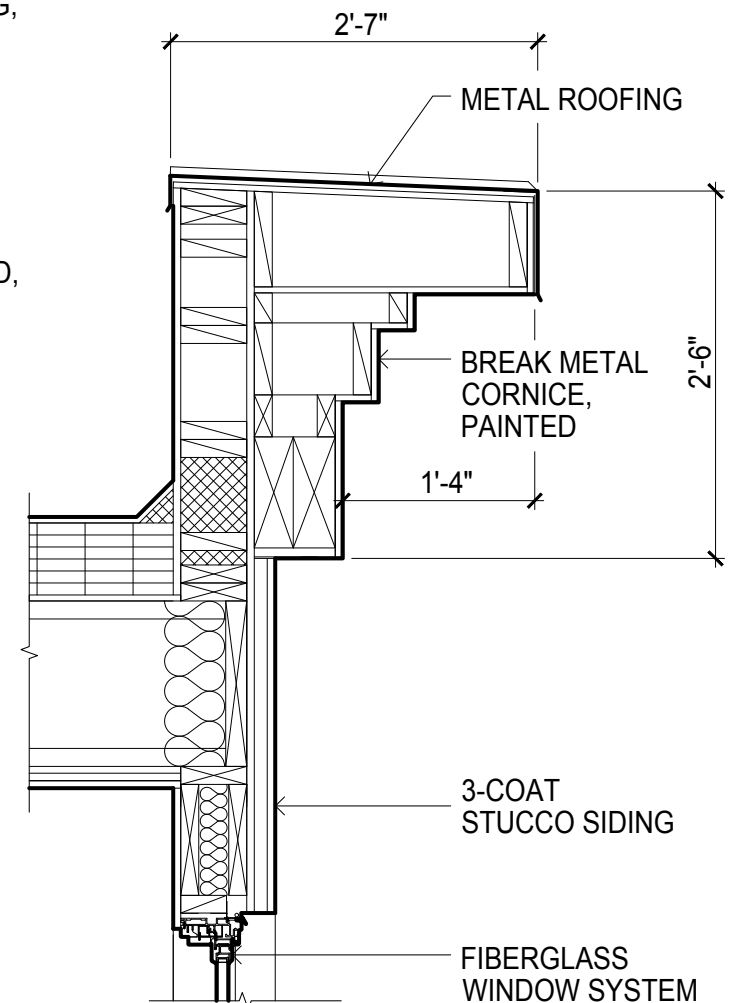 2'-7"
METAL ROOFING
BREAK METAL
CORNICE,
PAINTED
2'-6"
1'-4"
3-COAT
STUCCO SIDING
FIBERGLASS
WINDOW SYSTEM